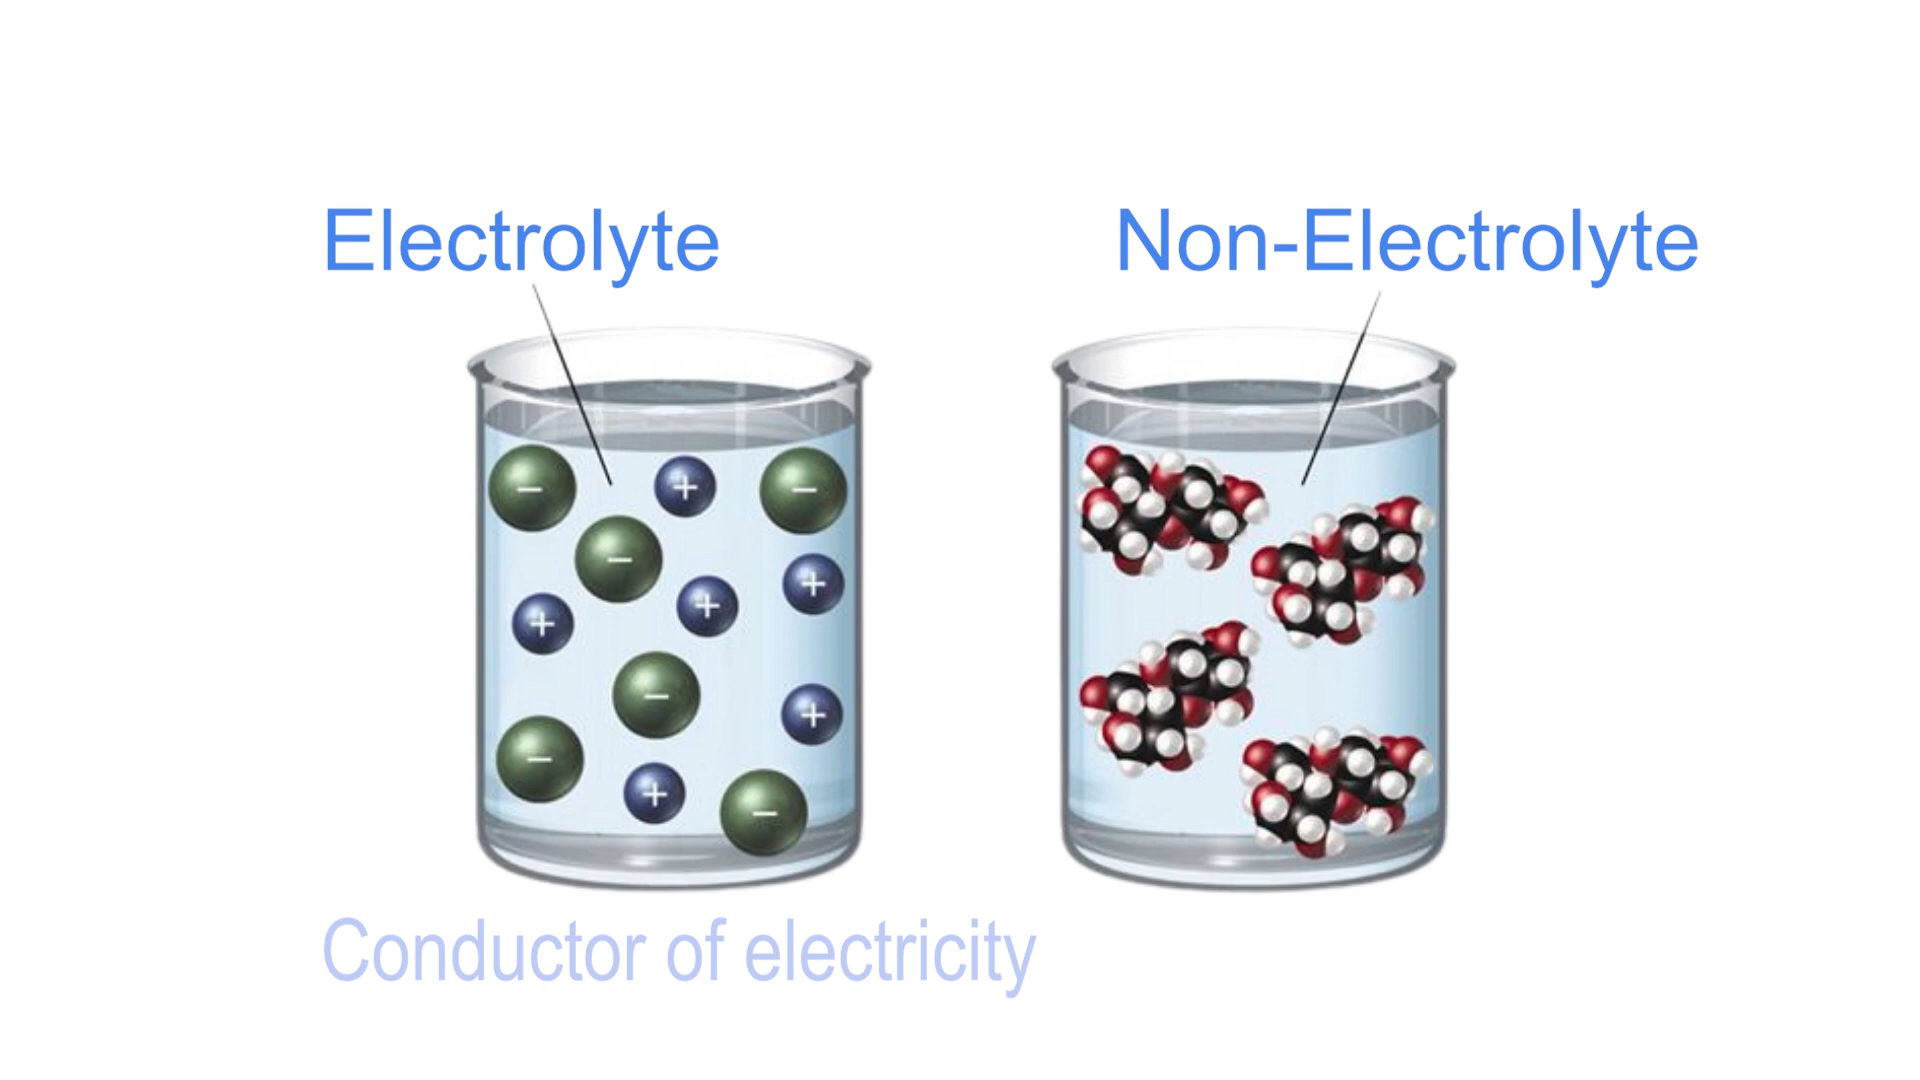 Electrolyte
Non-Electrolyte
− + −
−
+
+ +
−
+
−
+
−
Conductor of electricity